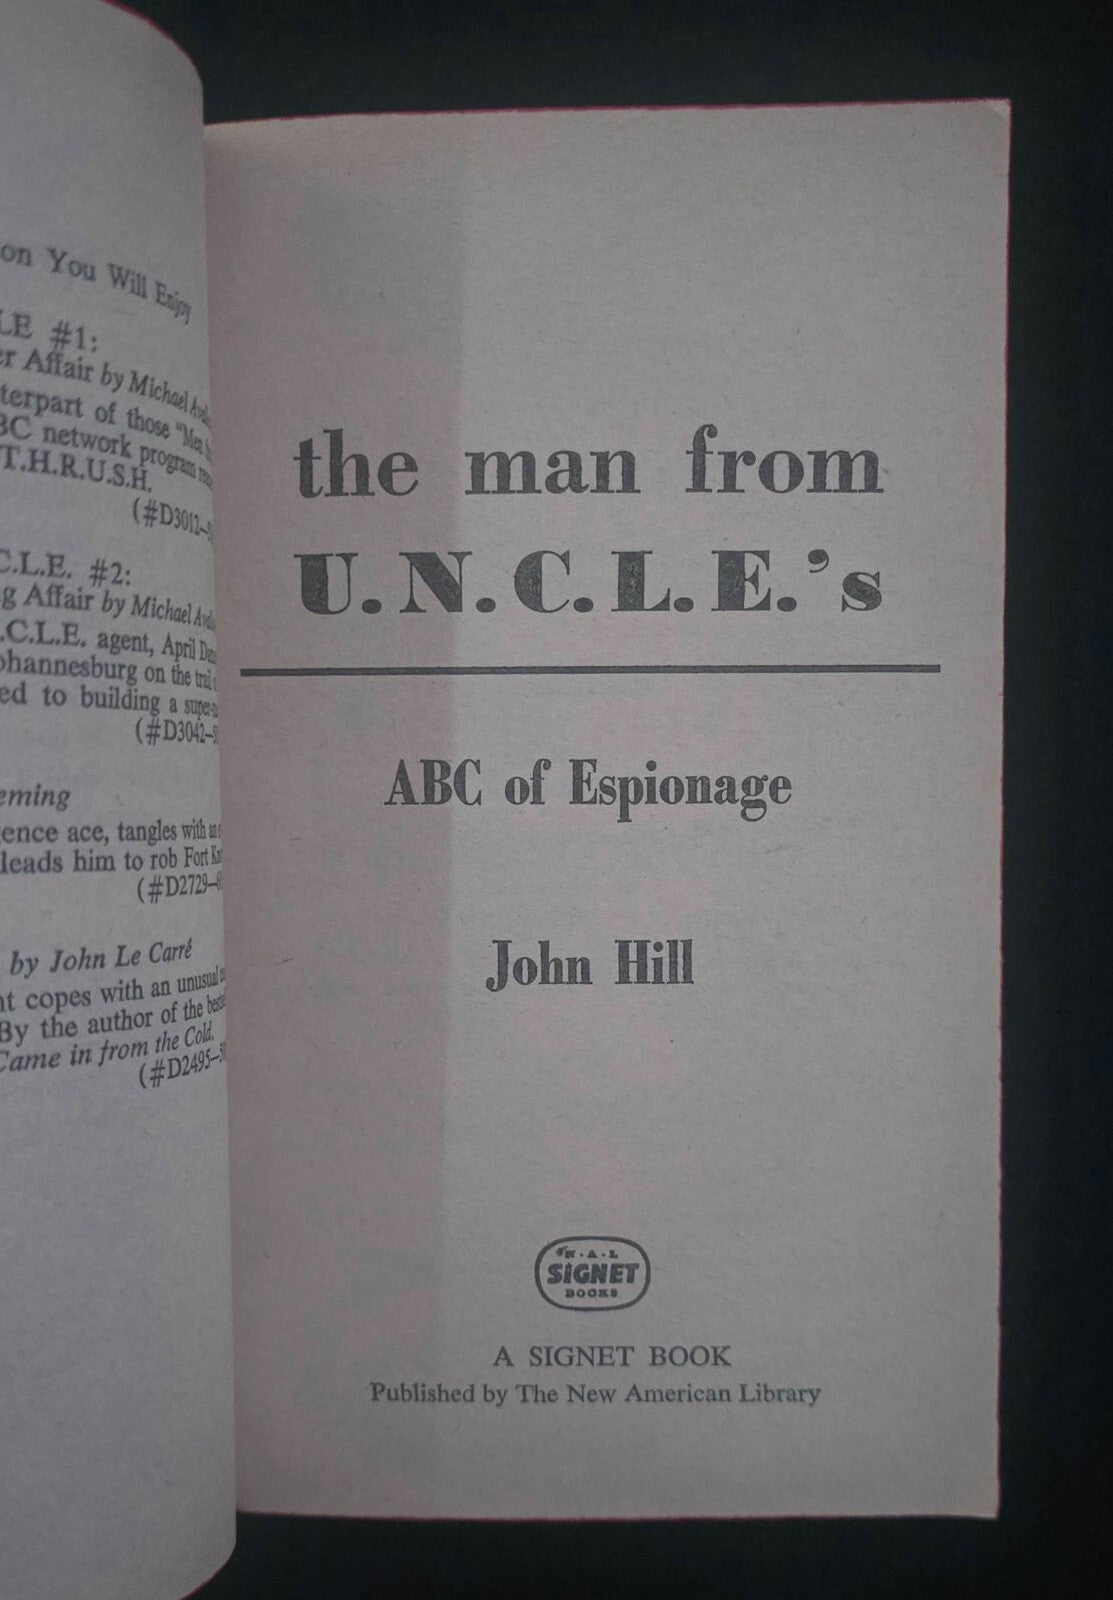 on You Will Enjoy
LE #1:
er Affair by Michael
terpart of those "Men
BC network program
T.H.R.U.S.H.
(#D3012—
C.L.E. #2:
g Affair by Michael
.C.L.E. agent, April
ohannesburg on the trail
ed to building a super-
(#D3042—
eming
gence ace, tangles with an
leads him to rob Fort
(#D2729—
by John Le Carré
nt copes with an unusual
By the author of the
Came in from the Cold.
(#D2495—
the man from
U.N.C.L.E.'s
ABC of Espionage
John Hill
N·A·L
SIGNET
BOOKS
A SIGNET BOOK
Published by The New American Library